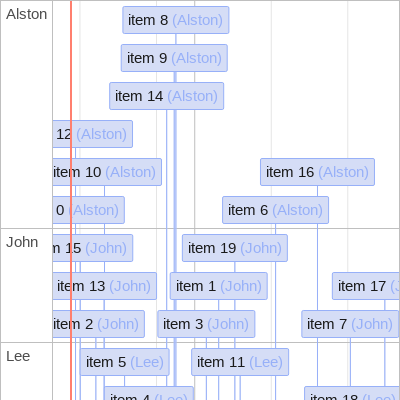 Alston
item 8 (Alston)
item 9 (Alston)
item 14 (Alston)
12 (Alston)
item 10 (Alston)
item 16 (Alston)
0 (Alston)
item 6 (Alston)
John
15 (John)
item 19 (John)
item 13 (John)
item 1 (John)
item 17
item 2 (John)
item 3 (John)
item 7 (John)
Lee
item 5 (Lee)
item 11 (Lee)
item 4 (Lee)
item 18 (Lee)